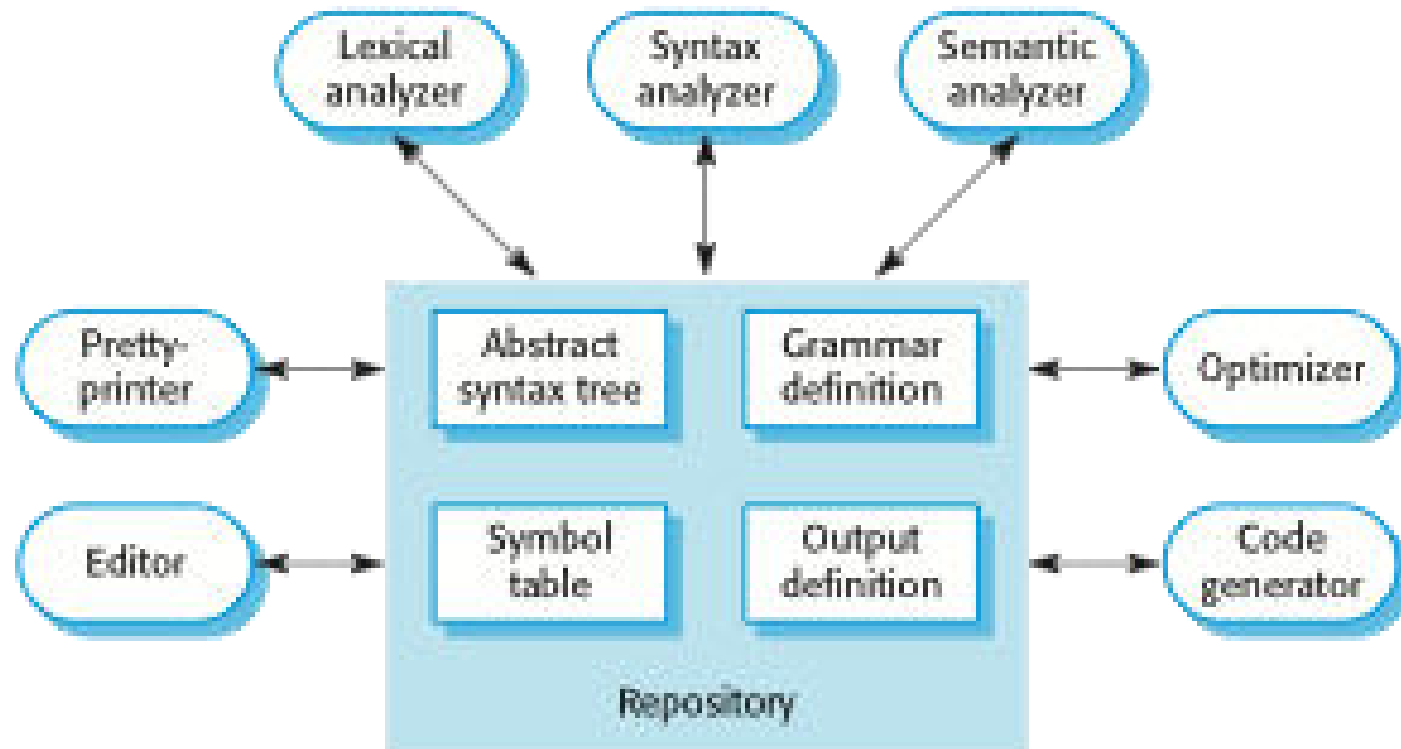 Lexical
analyzer
Syntax
analyzer
Semantic
analyzer
Pretty-
printer
Abstract
syntax tree
Grammar
definition
Optimizer
Editor
Symbol
table
Output
definition
Code
generator
Repository